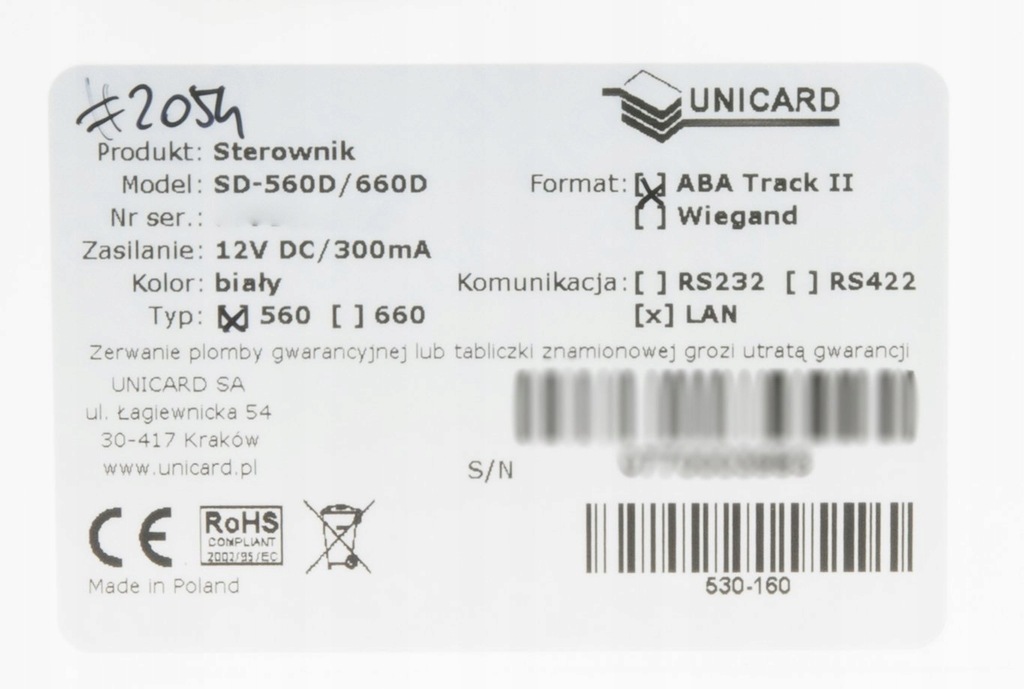 #2054
UNICARD
Produkt: Sterownik
Model: SD-560D/660D
Nr ser.:
Zasilanie: 12V DC/300mA
Kolor: biały
Typ: [x] 560 [ ] 660
Format: [x] ABA Track II
[ ] Wiegand
Komunikacja: [ ] RS232 [ ] RS422
[x] LAN
Zerwanie plomby gwarancyjnej lub tabliczki znamionowej grozi utratą gwarancji
UNICARD SA
ul. Łagiewnicka 54
30-417 Kraków
www.unicard.pl
S/N
CE
RoHS
COMPLIANT
2002/95/EC
Made in Poland
530-160